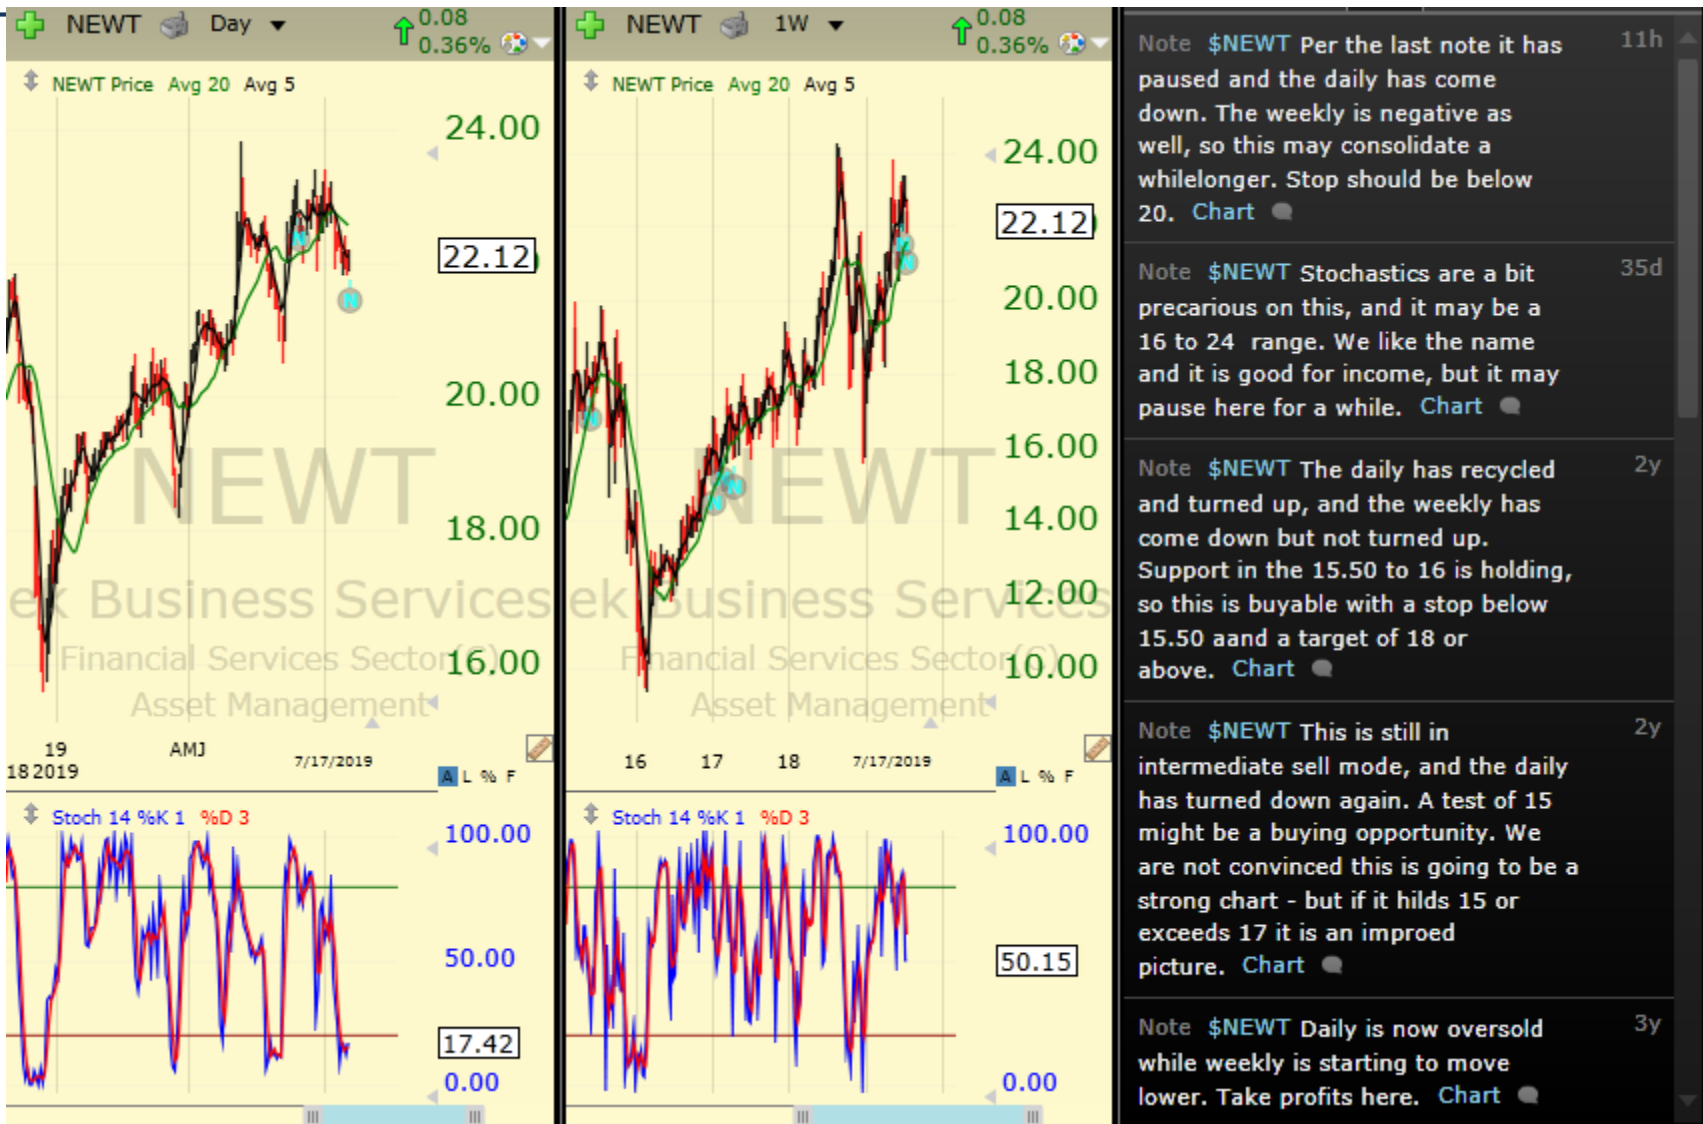 NEWT Day 0.08
0.36%
NEWT Price Avg 20 Avg 5
24.00
22.12
20.00
18.00
16.00
NEWT
ek Business Services
Financial Services Sector(C)
Asset Management
19 AMJ 7/17/2019
18 2019
A L % F
Stoch 14 %K 1 %D 3
100.00
50.00
17.42
0.00
N
N
NEWT 1W 0.08
0.36%
NEWT Price Avg 20 Avg 5
24.00
22.12
20.00
18.00
16.00
14.00
12.00
10.00
NEWT
ek Business Services
Financial Services Sector(C)
Asset Management
16 17 18 7/17/2019
A L % F
Stoch 14 %K 1 %D 3
100.00
50.15
0.00
N
N
N
N
N
Note $NEWT Per the last note it has 11h
paused and the daily has come
down. The weekly is negative as
well, so this may consolidate a
whilelonger. Stop should be below
20. Chart
Note $NEWT Stochastics are a bit 35d
precarious on this, and it may be a
16 to 24 range. We like the name
and it is good for income, but it may
pause here for a while. Chart
Note $NEWT The daily has recycled 2y
and turned up, and the weekly has
come down but not turned up.
Support in the 15.50 to 16 is holding,
so this is buyable with a stop below
15.50 aand a target of 18 or
above. Chart
Note $NEWT This is still in 2y
intermediate sell mode, and the daily
has turned down again. A test of 15
might be a buying opportunity. We
are not convinced this is going to be a
strong chart - but if it hilds 15 or
exceeds 17 it is an improed
picture. Chart
Note $NEWT Daily is now oversold 3y
while weekly is starting to move
lower. Take profits here. Chart